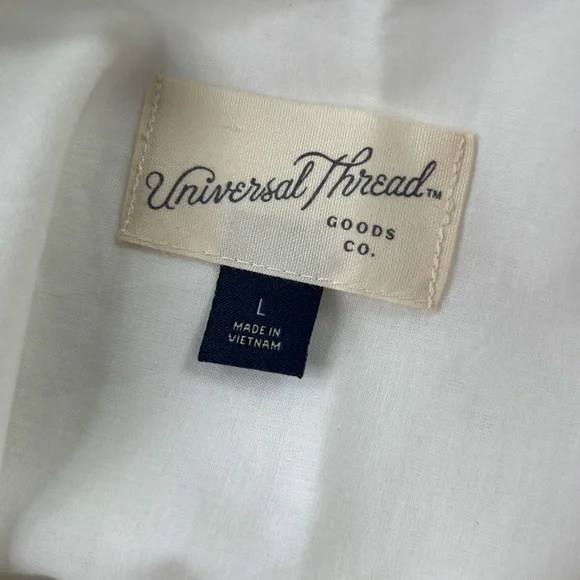 Universal Thread™
GOODS
CO.
L
MADE IN
VIETNAM